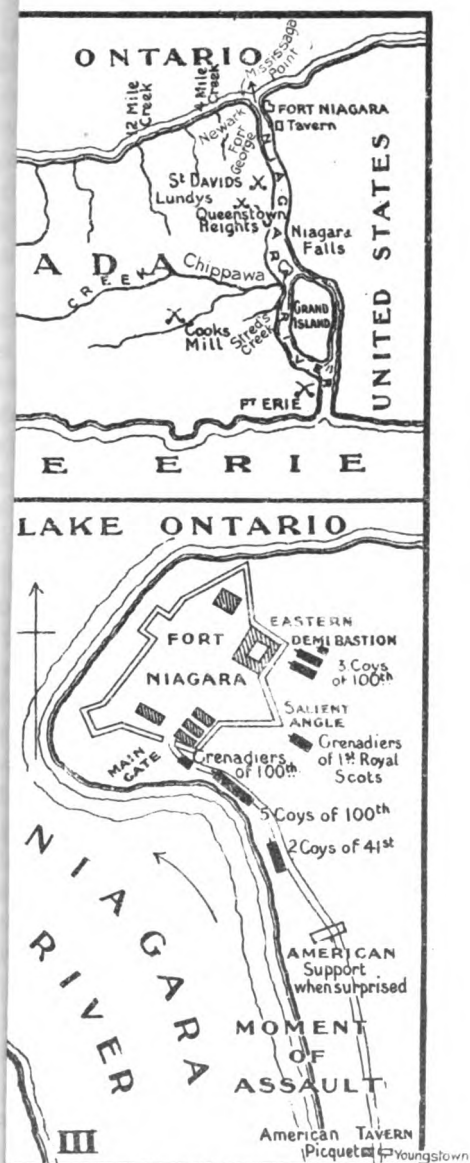 ONTARIO
Mississaga
Point
12 Mile
Creek
4 Mile
Creek
FORT NIAGARA
Tavern
Newark
Fort
George
St DAVIDS
Lundys
Queenstown
Heights
Niagara
Falls
NIAGARA RIVER
UNITED STATES
ADA
Chippawa
CREEK
GRAND
ISLAND
Cooks
Mill
Stred's
Creek
Pt ERIE
E ERIE
LAKE ONTARIO
FORT
NIAGARA
EASTERN
DEMI BASTION
3 Coys
of 100th
SALIENT
ANGLE
Grenadiers
of 1st Royal
Scots
MAIN
GATE
Grenadiers
of 100th
5 Coys of 100th
2 Coys of 41st
NIAGARA
RIVER
AMERICAN
Support
when surprised
MOMENT
OF
ASSAULT
III
American TAVERN
Picquet Youngstown